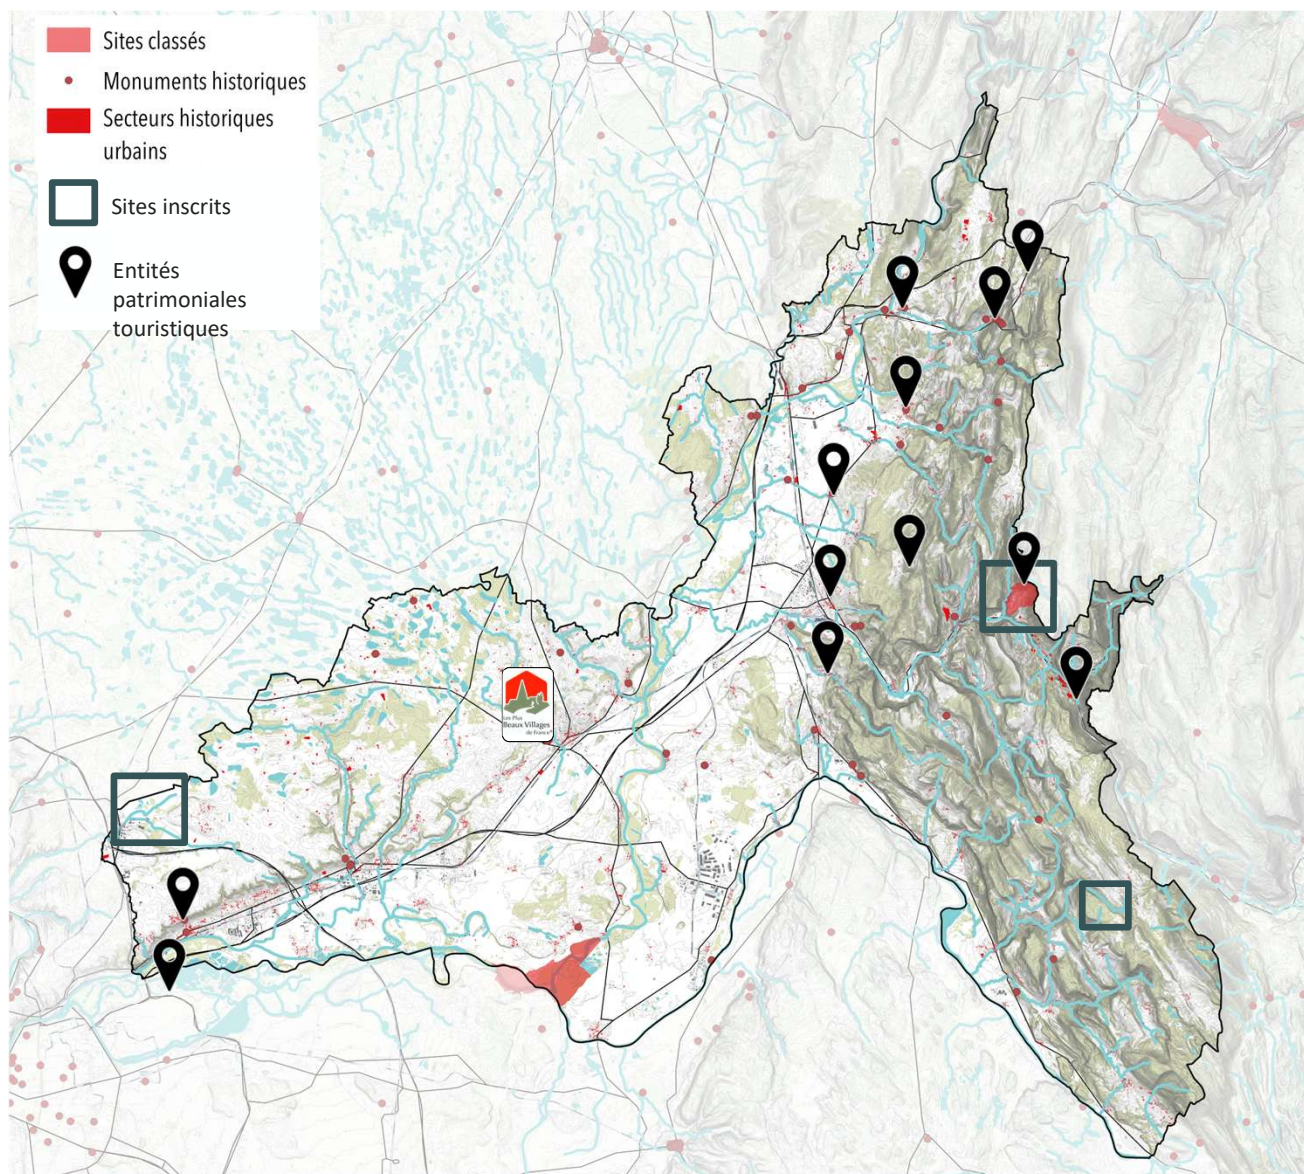 Sites classés
Monuments historiques
Secteurs historiques
urbains
Sites inscrits
Entités
patrimoniales
touristiques
Les Plus
Beaux Villages
de France